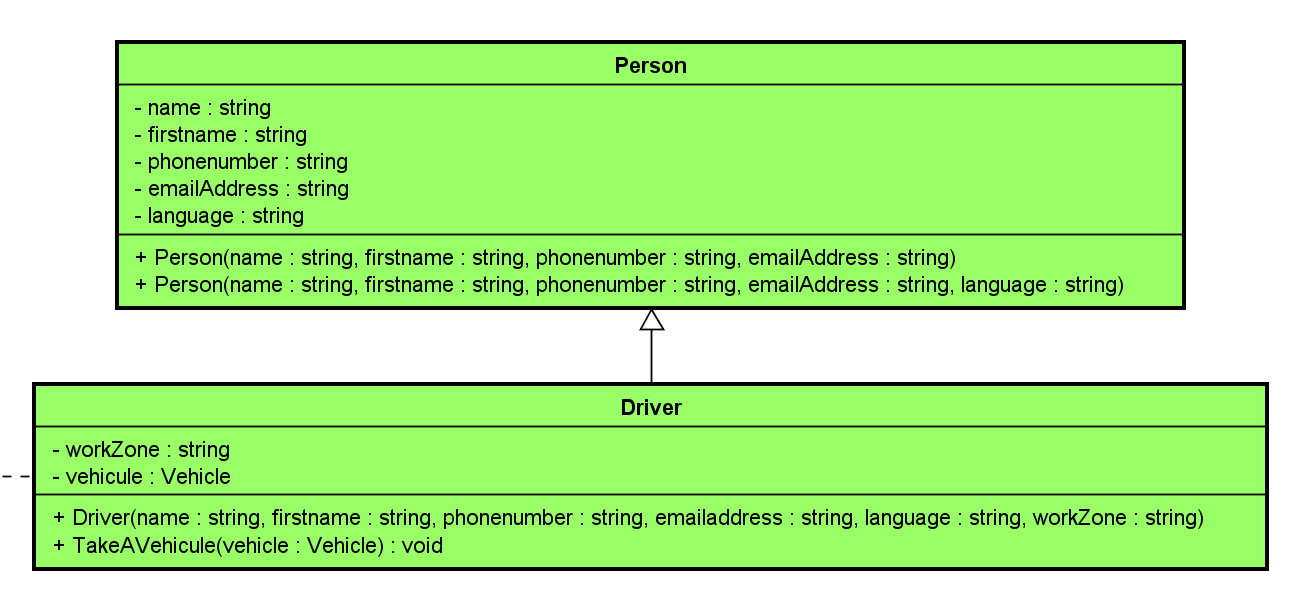 Person
- name : string
- firstname : string
- phonenumber : string
- emailAddress : string
- language : string
+ Person(name : string, firstname : string, phonenumber : string, emailAddress : string)
+ Person(name : string, firstname : string, phonenumber : string, emailAddress : string, language : string)
Driver
- workZone : string
- vehicule : Vehicle
+ Driver(name : string, firstname : string, phonenumber : string, emailaddress : string, language : string, workZone : string)
+ TakeAVehicule(vehicle : Vehicle) : void